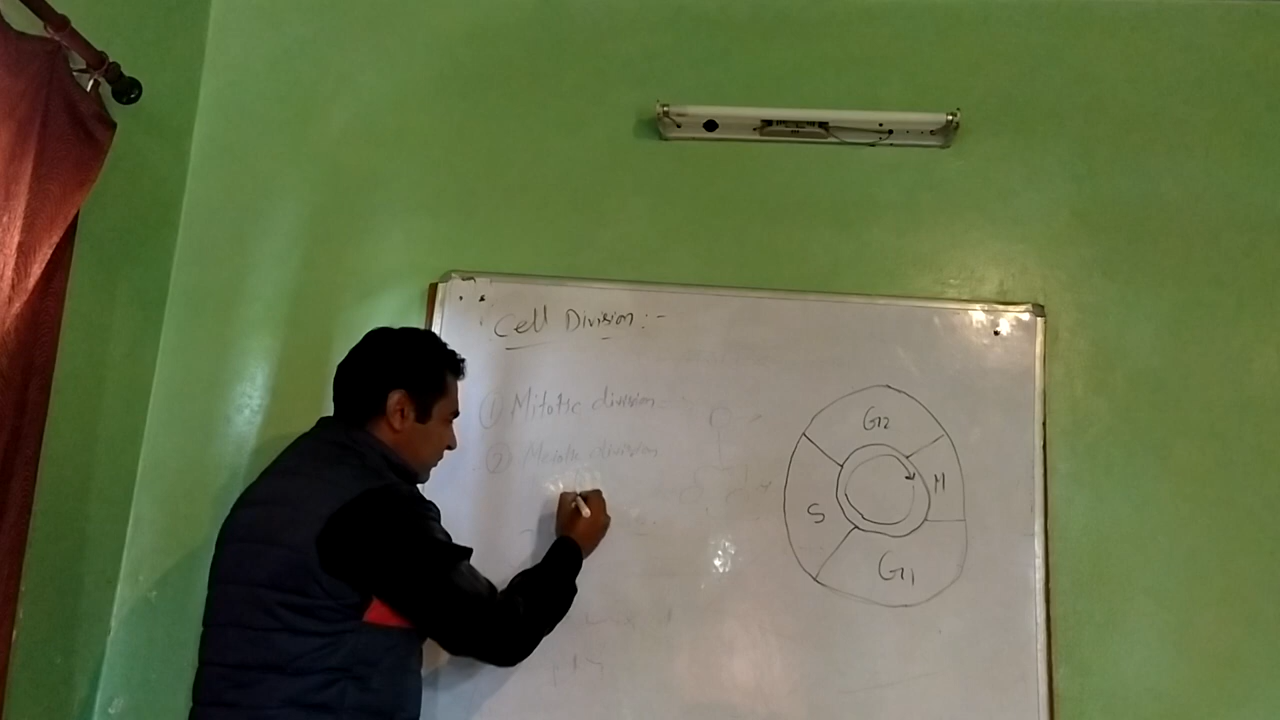 Cell Division :-
① Mitotic division
② Meiotic division
G2
M
S
G1